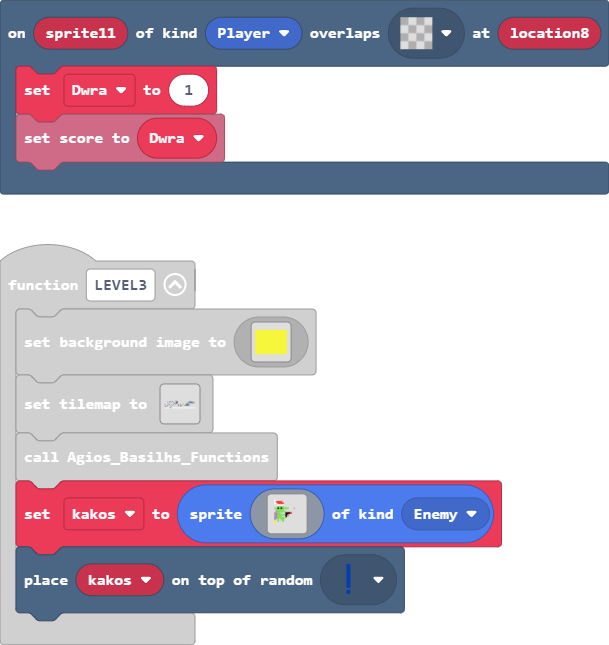 on sprite11 of kind Player overlaps at location8
set Dwra to 1
set score to Dwra
function LEVEL3
set background image to
set tilemap to
call Agios_Basilhs_Functions
set kakos to sprite of kind Enemy
place kakos on top of random